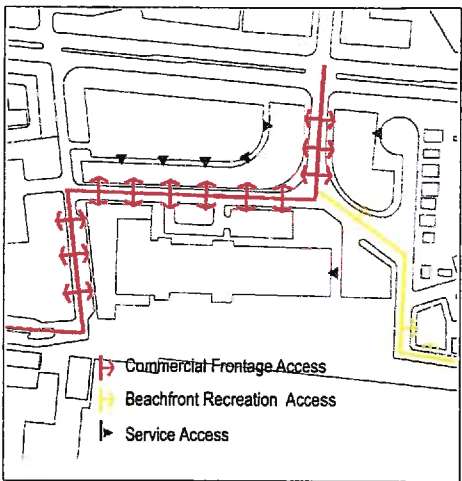 Commercial Frontage Access
Beachfront Recreation Access
Service Access